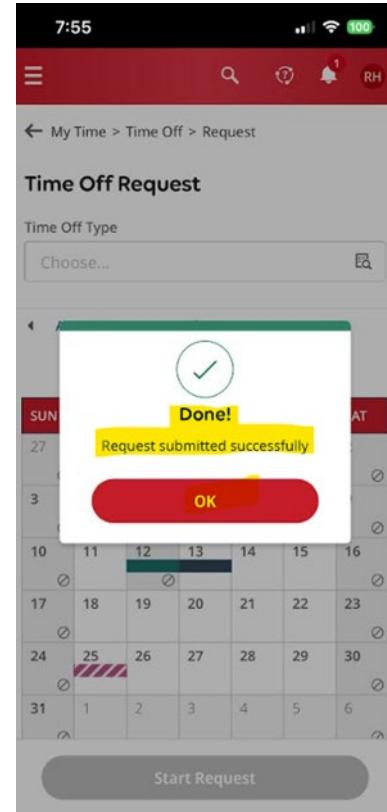 7:55
100
1
RH
← My Time > Time Off > Request
Time Off Request
Time Off Type
Choose...
Done!
Request submitted successfully
OK
SUN AT
27
3
10 11 12 13 14 15 16
17 18 19 20 21 22 23
24 25 26 27 28 29 30
31 1 2 3 4 5 6
Start Request